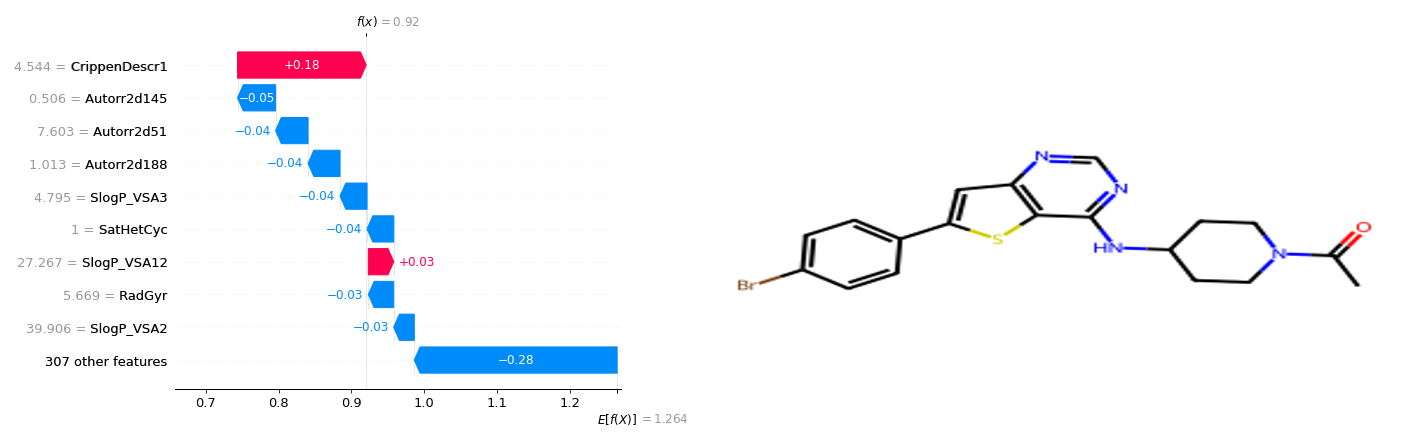 f(x) = 0.92
4.544 = CrippenDescr1
+0.18
0.506 = Autorr2d145
−0.05
7.603 = Autorr2d51
−0.04
1.013 = Autorr2d188
−0.04
4.795 = SlogP_VSA3
−0.04
1 = SatHetCyc
−0.04
27.267 = SlogP_VSA12
+0.03
5.669 = RadGyr
−0.03
39.906 = SlogP_VSA2
−0.03
307 other features
−0.28
0.7 0.8 0.9 1.0 1.1 1.2
E[f(X)] = 1.264
N
N
S
HN
N
O
Br